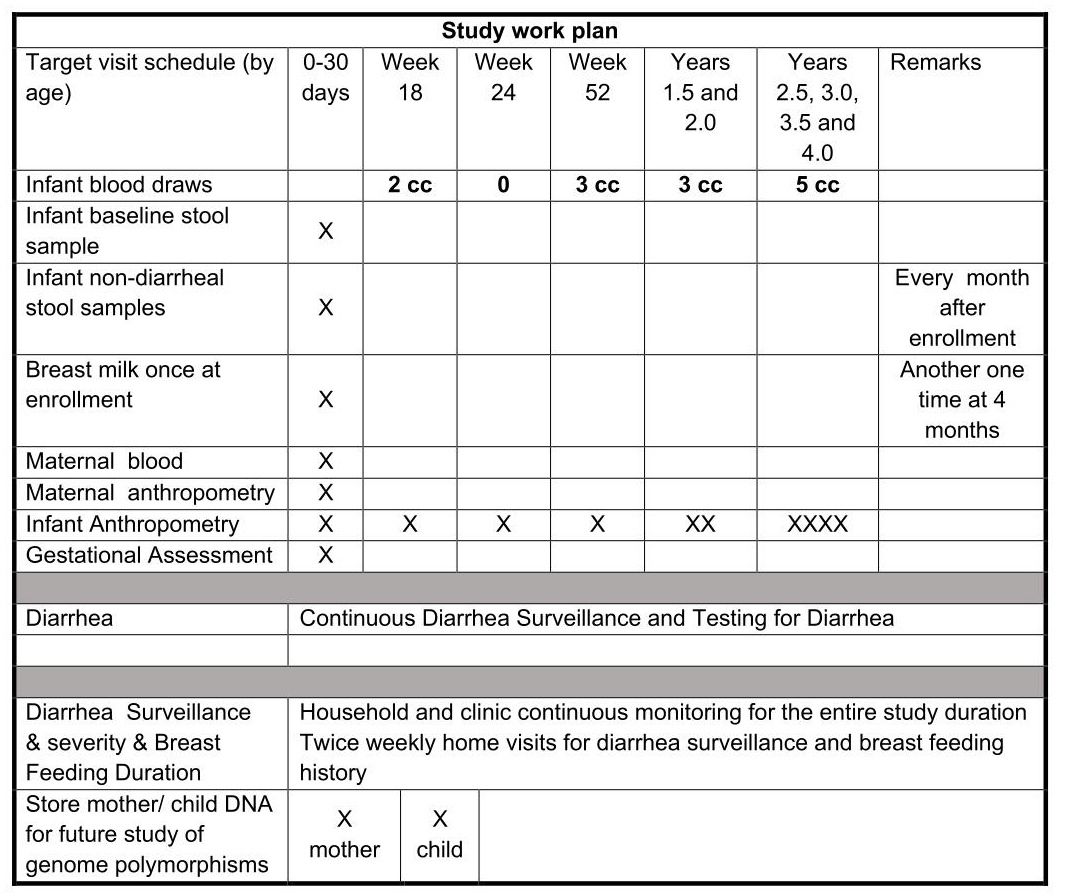 Study work plan
Target visit schedule (by age) 0-30 days Week 18 Week 24 Week 52 Years 1.5 and 2.0 Years 2.5, 3.0, 3.5 and 4.0 Remarks
Infant blood draws 2 cc 0 3 cc 3 cc 5 cc
Infant baseline stool sample X
Infant non-diarrheal stool samples X Every month after enrollment
Breast milk once at enrollment X Another one time at 4 months
Maternal blood X
Maternal anthropometry X
Infant Anthropometry X X X X XX XXXX
Gestational Assessment X
Diarrhea Continuous Diarrhea Surveillance and Testing for Diarrhea
Diarrhea Surveillance & severity & Breast Feeding Duration Household and clinic continuous monitoring for the entire study duration
Twice weekly home visits for diarrhea surveillance and breast feeding history
Store mother/ child DNA for future study of genome polymorphisms X mother X child